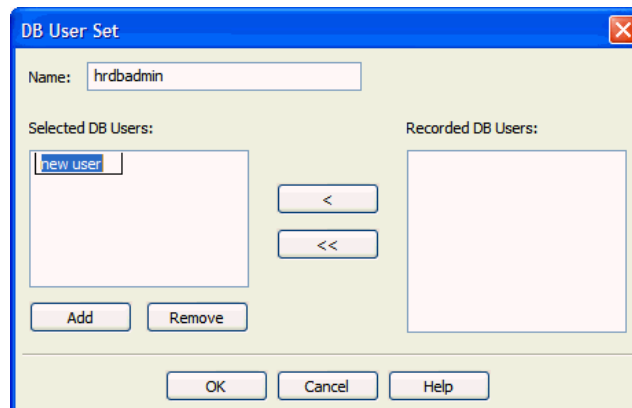 DB User Set
Name: hrdbadmin
Selected DB Users: Recorded DB Users:
new user
<
<<
Add Remove
OK Cancel Help